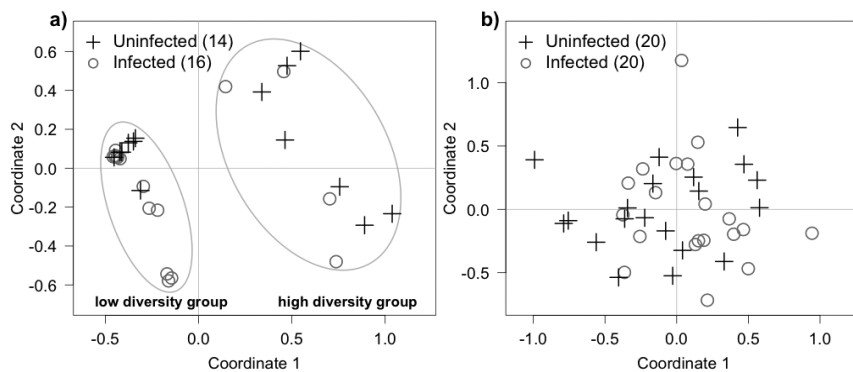 a)
Uninfected (14)
Infected (16)
0.6
0.4
0.2
0.0
-0.2
-0.4
-0.6
Coordinate 2
low diversity group
high diversity group
-0.5 0.0 0.5 1.0
Coordinate 1
b)
Uninfected (20)
Infected (20)
1.0
0.5
0.0
-0.5
Coordinate 2
-1.0 -0.5 0.0 0.5 1.0
Coordinate 1